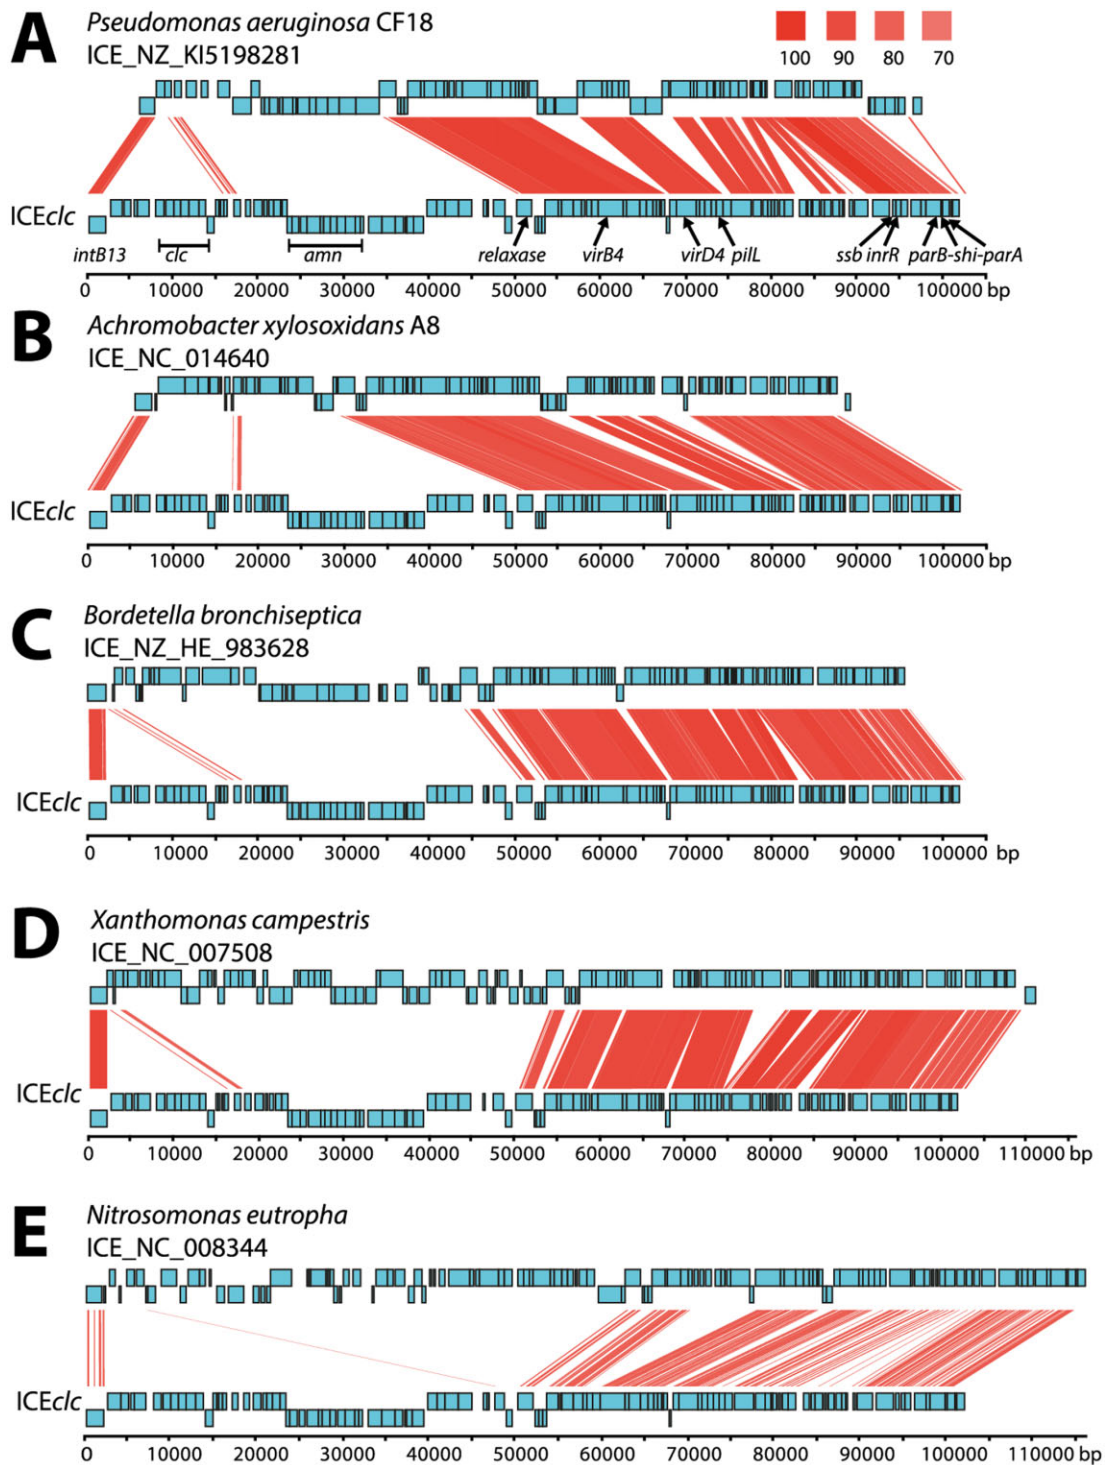 A
Pseudomonas aeruginosa CF18
ICE_NZ_KI5198281
100 90 80 70
ICEclc
intB13 clc amn relaxase virB4 virD4 pilL ssb inrR parB-shi-parA
0 10000 20000 30000 40000 50000 60000 70000 80000 90000 100000 bp
B
Achromobacter xylosoxidans A8
ICE_NC_014640
ICEclc
0 10000 20000 30000 40000 50000 60000 70000 80000 90000 100000 bp
C
Bordetella bronchiseptica
ICE_NZ_HE_983628
ICEclc
0 10000 20000 30000 40000 50000 60000 70000 80000 90000 100000 bp
D
Xanthomonas campestris
ICE_NC_007508
ICEclc
0 10000 20000 30000 40000 50000 60000 70000 80000 90000 100000 110000 bp
E
Nitrosomonas eutropha
ICE_NC_008344
ICEclc
0 10000 20000 30000 40000 50000 60000 70000 80000 90000 110000 bp